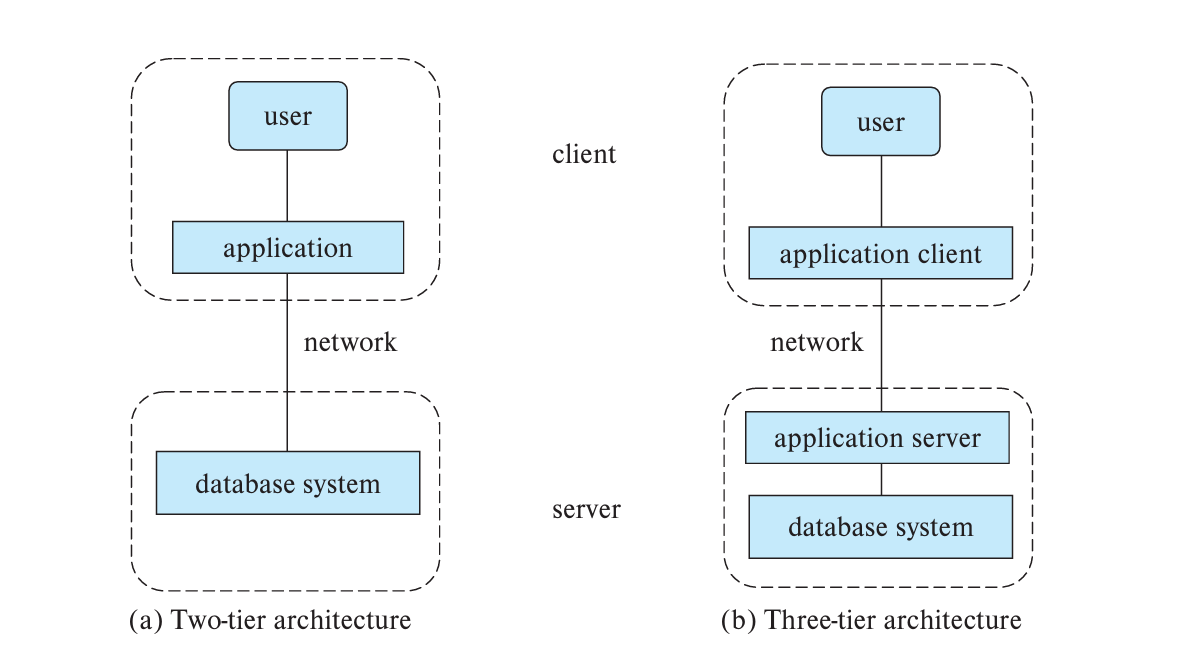 user
application
network
database system
(a) Two-tier architecture
client
server
user
application client
network
application server
database system
(b) Three-tier architecture